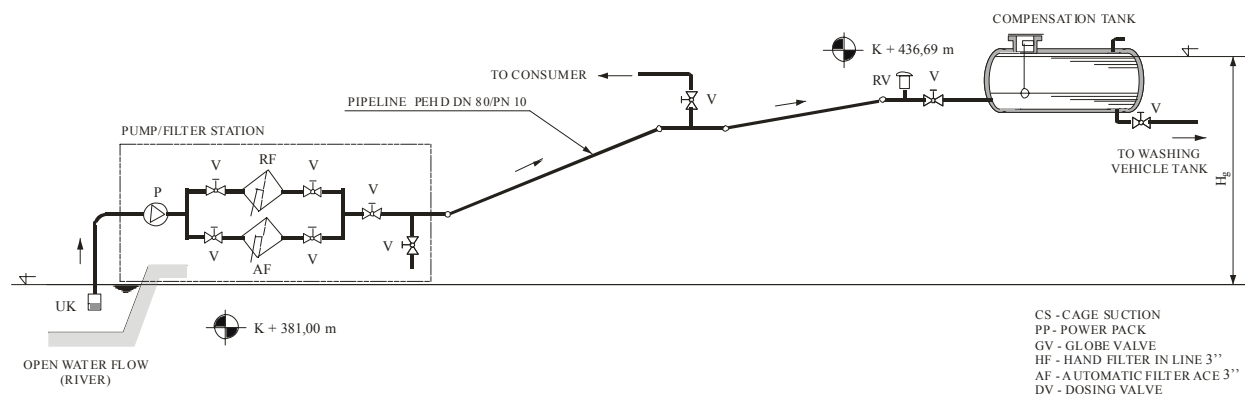 COMPENSATION TANK
K + 436,69 m
RV
V
TO CONSUMER
V
PIPELINE PEHD DN 80/PN 10
V
TO WASHING
VEHICLE TANK
Hg
PUMP/FILTER STATION
V
RF
V
P
V
V
AF
V
V
UK
K + 381,00 m
OPEN WATER FLOW
(RIVER)
CS - CAGE SUCTION
PP - POWER PACK
GV - GLOBE VALVE
HF - HAND FILTER IN LINE 3’’
AF - AUTOMATIC FILTER ACE 3’’
DV - DOSING VALVE